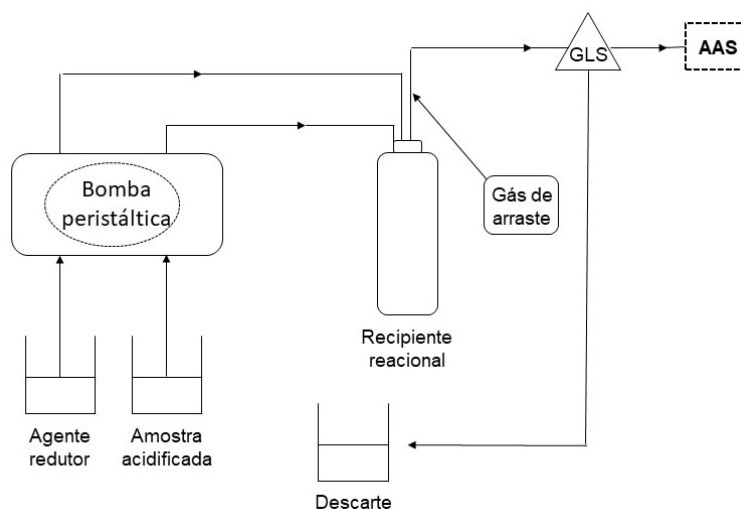 GLS
AAS
Bomba
peristáltica
Gás de
arraste
Recipiente
reacional
Agente
redutor
Amostra
acidificada
Descarte